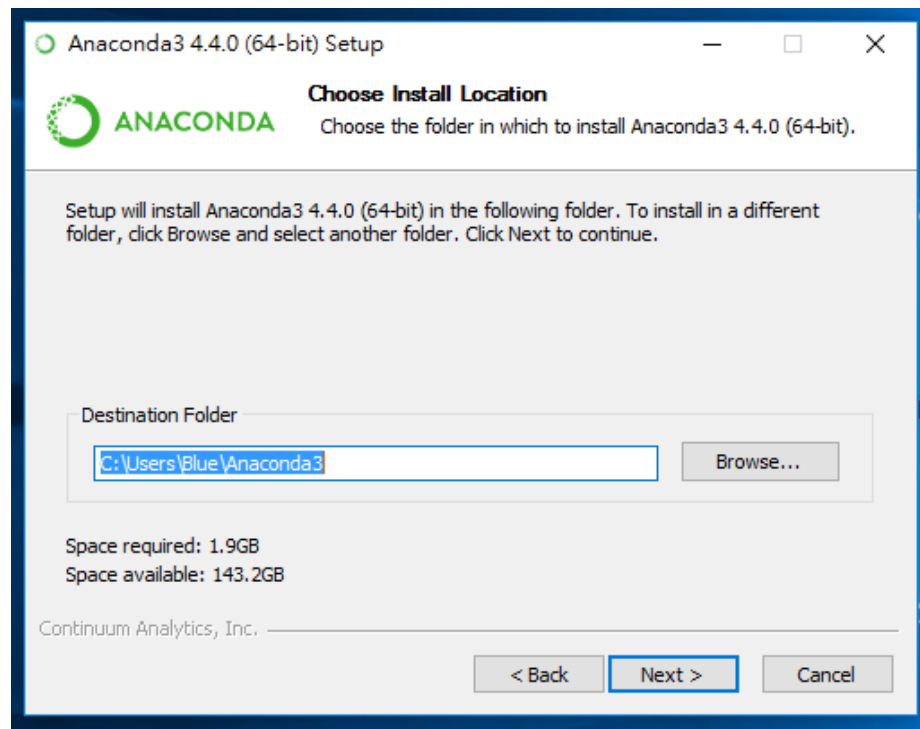 Anaconda3 4.4.0 (64-bit) Setup
ANACONDA
Choose Install Location
Choose the folder in which to install Anaconda3 4.4.0 (64-bit).
Setup will install Anaconda3 4.4.0 (64-bit) in the following folder. To install in a different
folder, click Browse and select another folder. Click Next to continue.
Destination Folder
C:\Users\Blue\Anaconda3
Browse...
Space required: 1.9GB
Space available: 143.2GB
Continuum Analytics, Inc.
< Back
Next >
Cancel